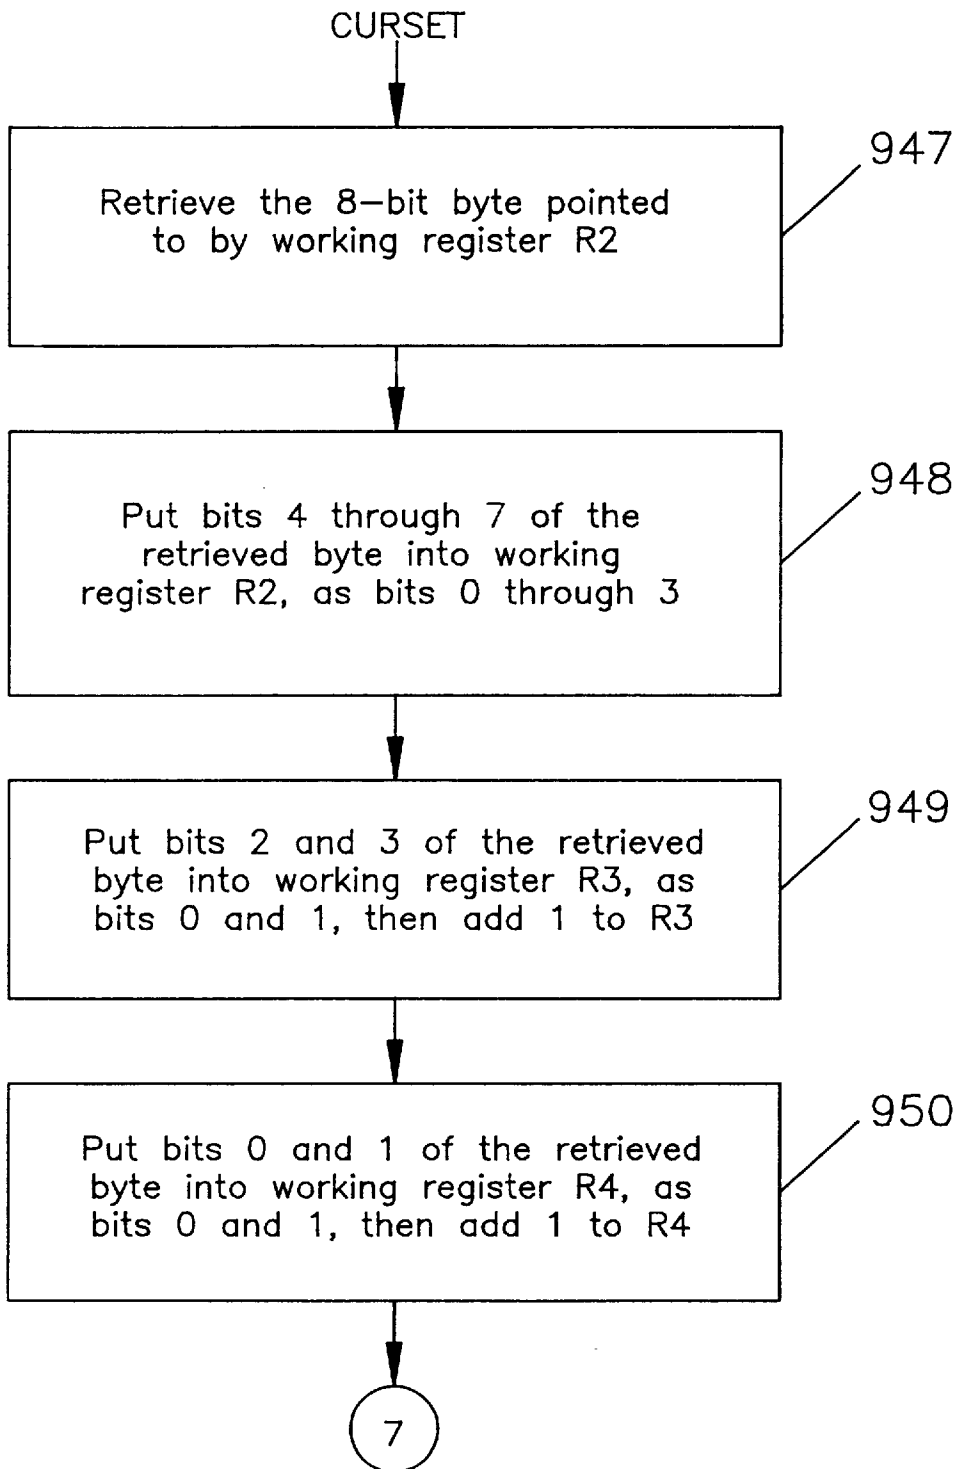 CURSET
947
Retrieve the 8-bit byte pointed
to by working register R2
948
Put bits 4 through 7 of the
retrieved byte into working
register R2, as bits 0 through 3
949
Put bits 2 and 3 of the retrieved
byte into working register R3, as
bits 0 and 1, then add 1 to R3
950
Put bits 0 and 1 of the retrieved
byte into working register R4, as
bits 0 and 1, then add 1 to R4
7